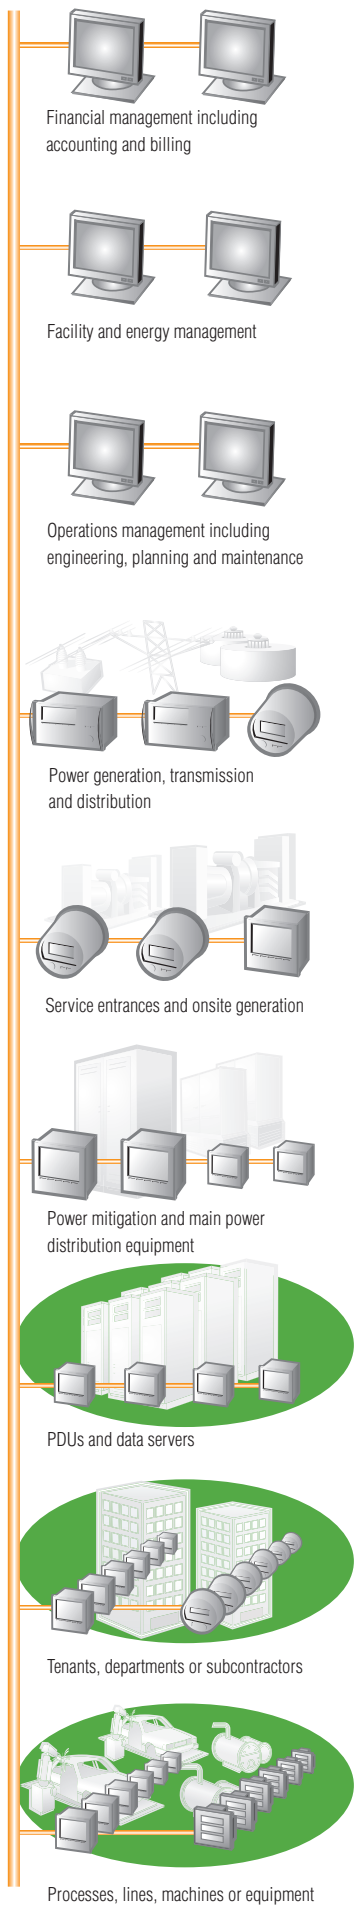 Financial management including
accounting and billing
Facility and energy management
Operations management including
engineering, planning and maintenance
Power generation, transmission
and distribution
Service entrances and onsite generation
Power mitigation and main power
distribution equipment
PDUs and data servers
Tenants, departments or subcontractors
Processes, lines, machines or equipment